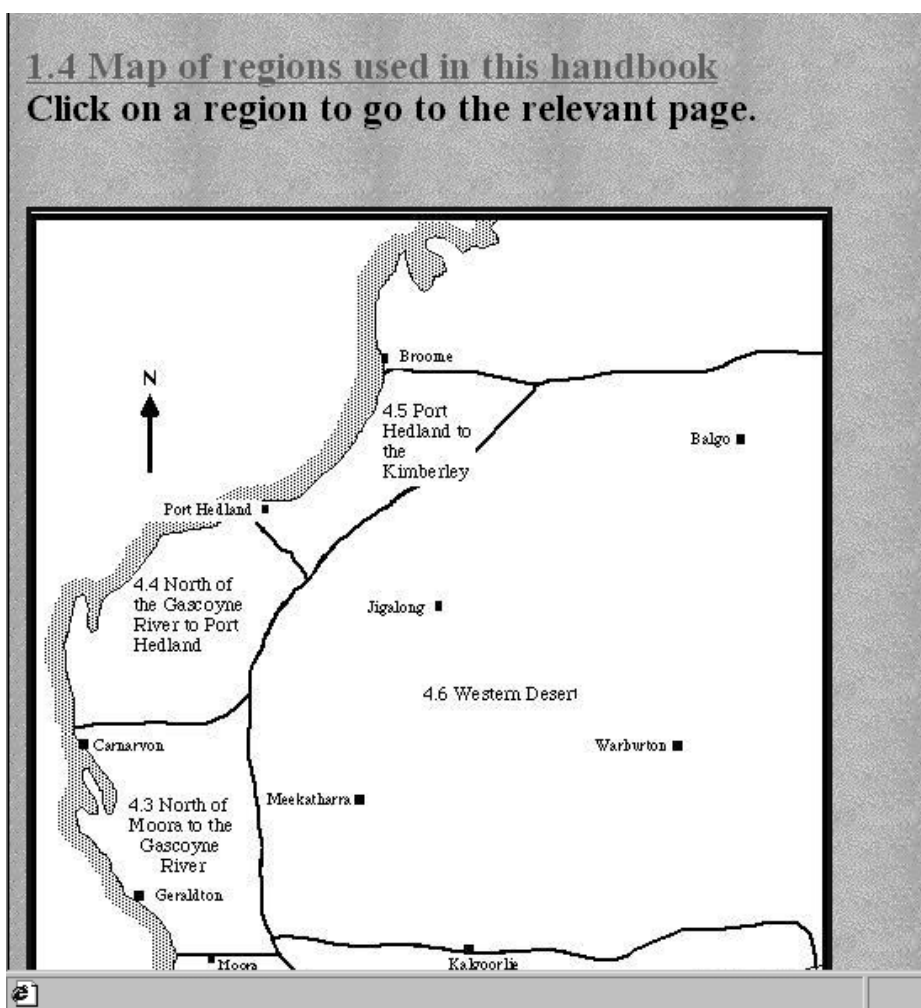 1.4 Map of regions used in this handbook
Click on a region to go to the relevant page.
Broome
N
4.5 Port
Hedland to
the
Kimberley
Balgo
Port Hedland
4.4 North of
the Gascoyne
River to Port
Hedland
Jigalong
4.6 Western Desert
Carnarvon
Warburton
Meekatharra
4.3 North of
Moora to the
Gascoyne
River
Geraldton
Moora
Kalgoorlie